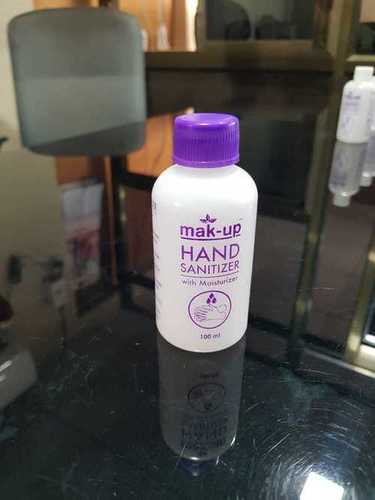 mak-up
HAND
SANITIZER
with Moisturizer
100 ml